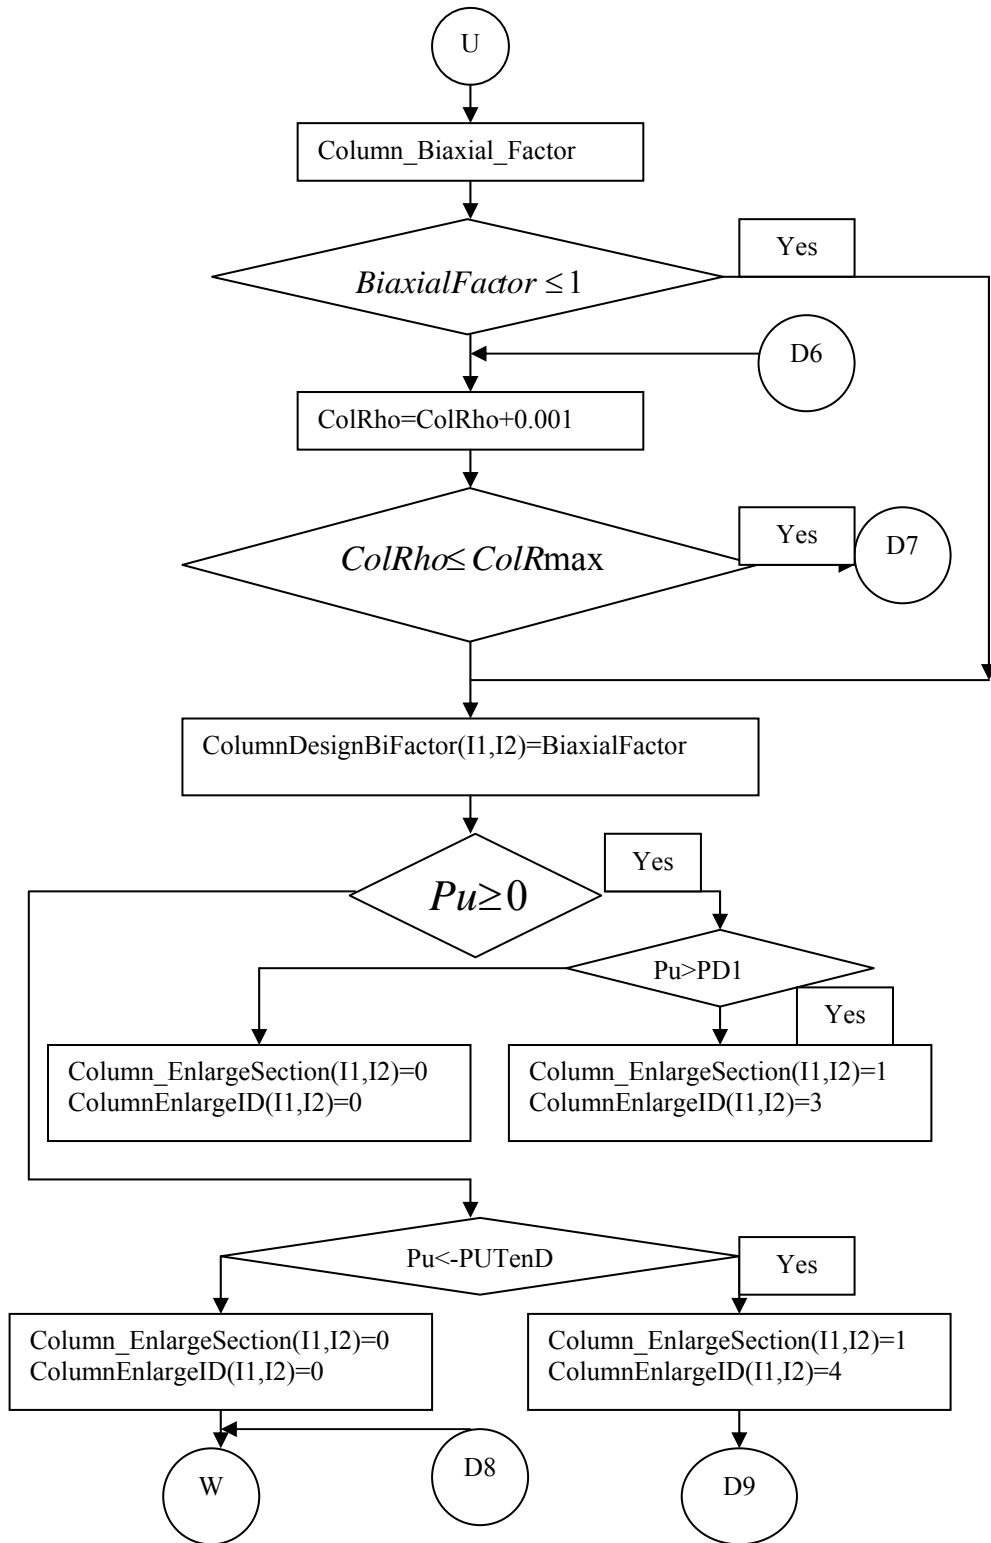 U
Column_Biaxial_Factor
Yes
BiaxialFactor ≤ 1
D6
ColRho=ColRho+0.001
Yes
D7
ColRho≤ ColRmax
ColumnDesignBiFactor(I1,I2)=BiaxialFactor
Yes
Pu≥0
Pu>PD1
Yes
Column_EnlargeSection(I1,I2)=0
ColumnEnlargeID(I1,I2)=0
Column_EnlargeSection(I1,I2)=1
ColumnEnlargeID(I1,I2)=3
Pu<-PUTenD
Yes
Column_EnlargeSection(I1,I2)=0
ColumnEnlargeID(I1,I2)=0
Column_EnlargeSection(I1,I2)=1
ColumnEnlargeID(I1,I2)=4
W
D8
D9